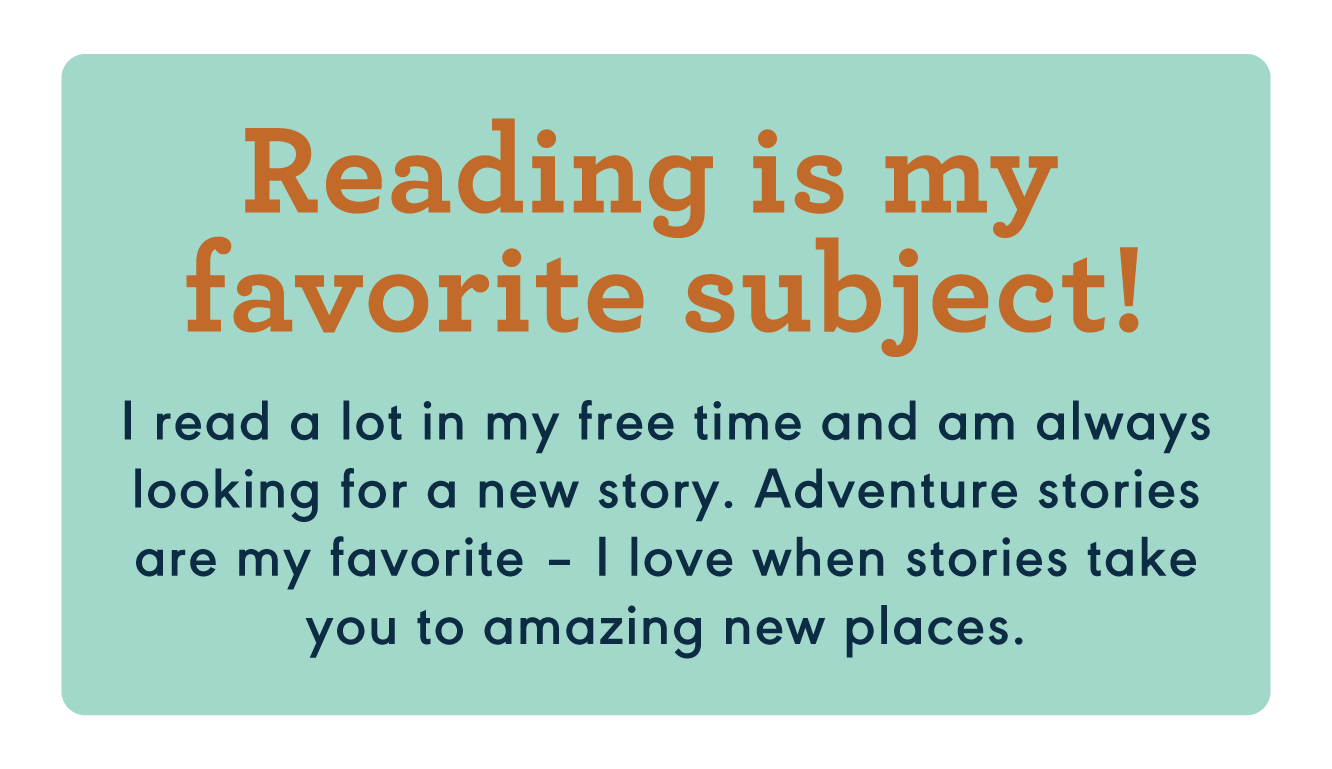 Reading is my
favorite subject!
I read a lot in my free time and am always
looking for a new story. Adventure stories
are my favorite – I love when stories take
you to amazing new places.